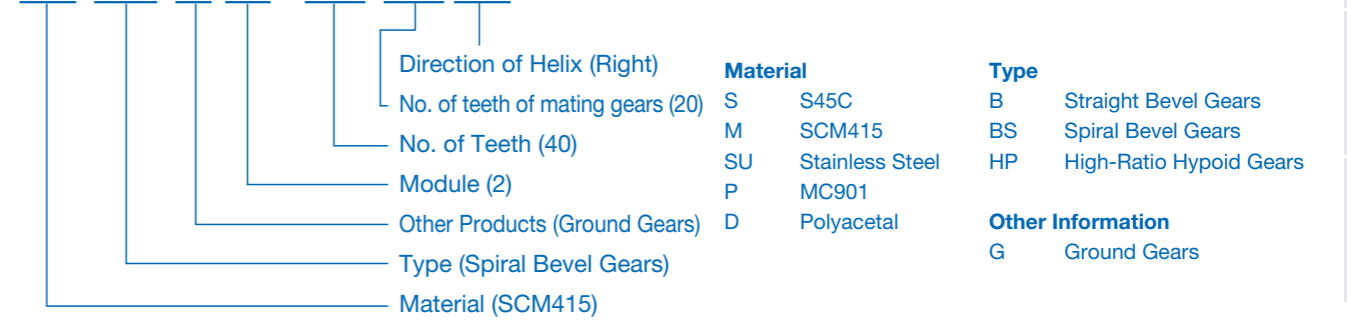 Direction of Helix (Right)
No. of teeth of mating gears (20)
No. of Teeth (40)
Module (2)
Other Products (Ground Gears)
Type (Spiral Bevel Gears)
Material (SCM415)
Material
S S45C
M SCM415
SU Stainless Steel
P MC901
D Polyacetal
Type
B Straight Bevel Gears
BS Spiral Bevel Gears
HP High-Ratio Hypoid Gears
Other Information
G Ground Gears